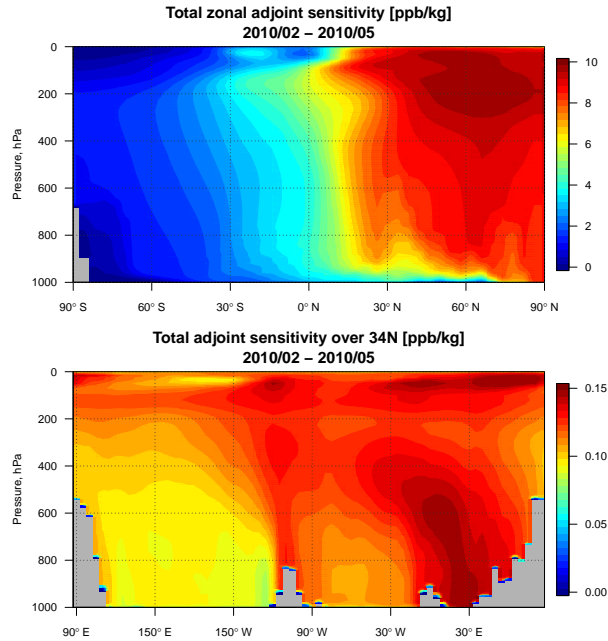 Total zonal adjoint sensitivity [ppb/kg]
2010/02 − 2010/05
Pressure, hPa
0
200
400
600
800
1000
90° S
60° S
30° S
0° N
30° N
60° N
90° N
10
8
6
4
2
0
Total adjoint sensitivity over 34N [ppb/kg]
2010/02 − 2010/05
Pressure, hPa
0
200
400
600
800
1000
90° E
150° E
150° W
90° W
30° W
30° E
0.15
0.10
0.05
0.00